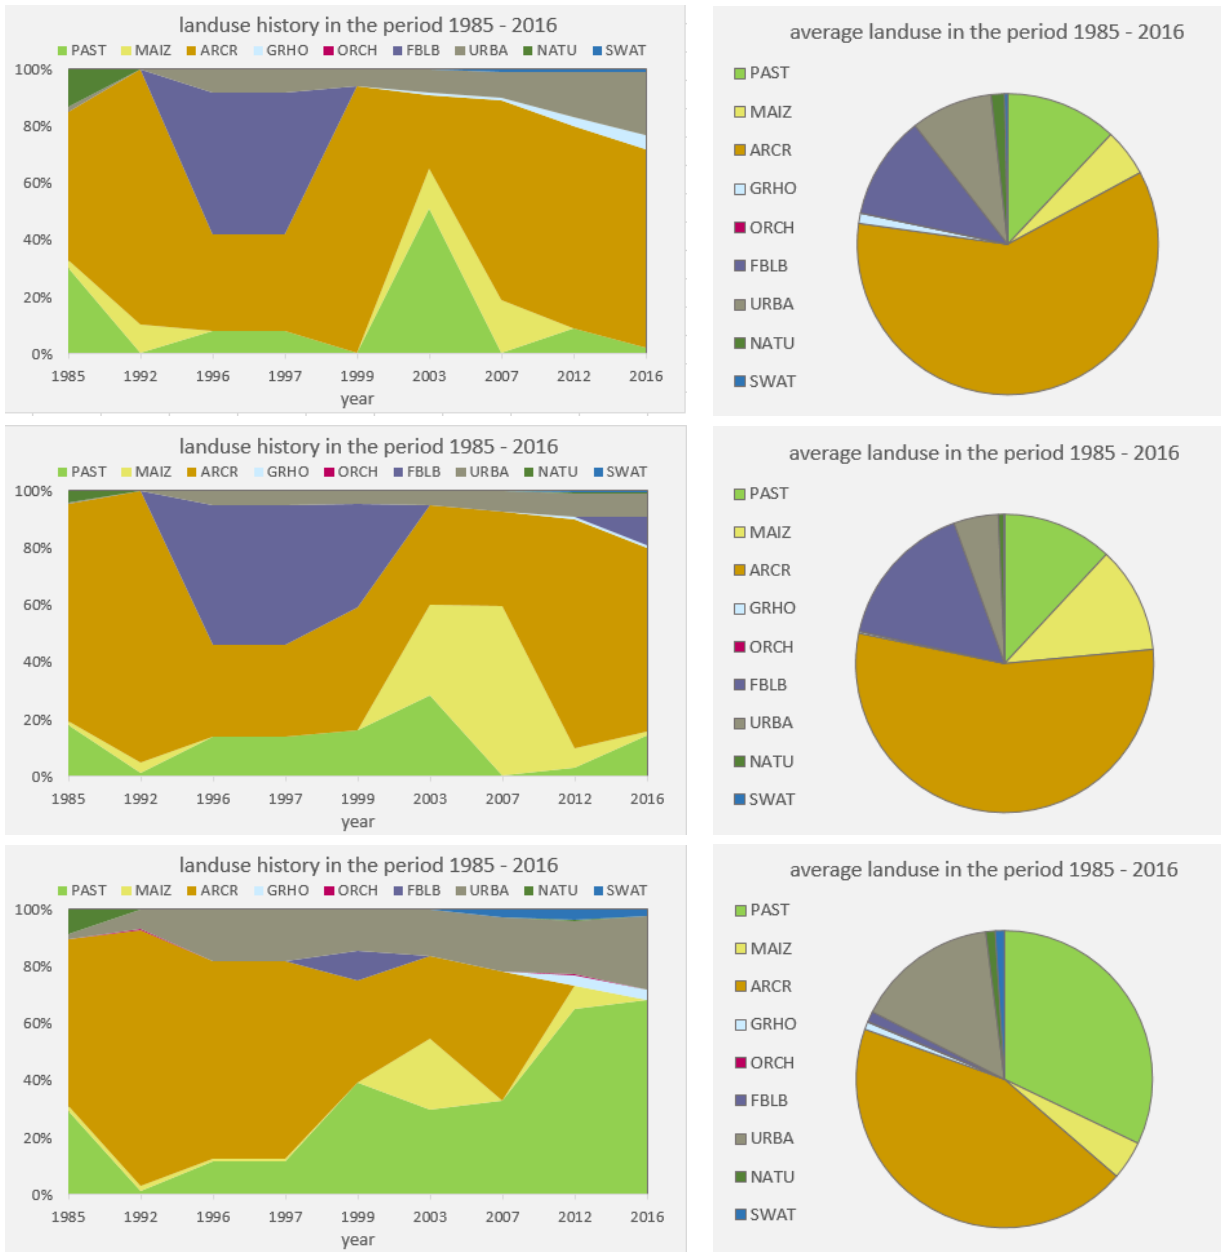 landuse history in the period 1985 - 2016
PAST MAIZ ARCR GRHO ORCH FBLB URBA NATU SWAT
100%
80%
60%
40%
20%
0%
1985 1992 1996 1997 1999 2003 2007 2012 2016
year
average landuse in the period 1985 - 2016
PAST
MAIZ
ARCR
GRHO
ORCH
FBLB
URBA
NATU
SWAT
landuse history in the period 1985 - 2016
PAST MAIZ ARCR GRHO ORCH FBLB URBA NATU SWAT
100%
80%
60%
40%
20%
0%
1985 1992 1996 1997 1999 2003 2007 2012 2016
year
average landuse in the period 1985 - 2016
PAST
MAIZ
ARCR
GRHO
ORCH
FBLB
URBA
NATU
SWAT
landuse history in the period 1985 - 2016
PAST MAIZ ARCR GRHO ORCH FBLB URBA NATU SWAT
100%
80%
60%
40%
20%
0%
1985 1992 1996 1997 1999 2003 2007 2012 2016
year
average landuse in the period 1985 - 2016
PAST
MAIZ
ARCR
GRHO
ORCH
FBLB
URBA
NATU
SWAT